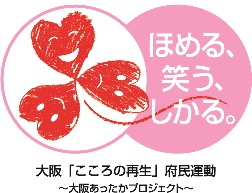 ほめる、
笑う、
しかる。
大阪「こころの再生」府民運動
～大阪あったかプロジェクト～